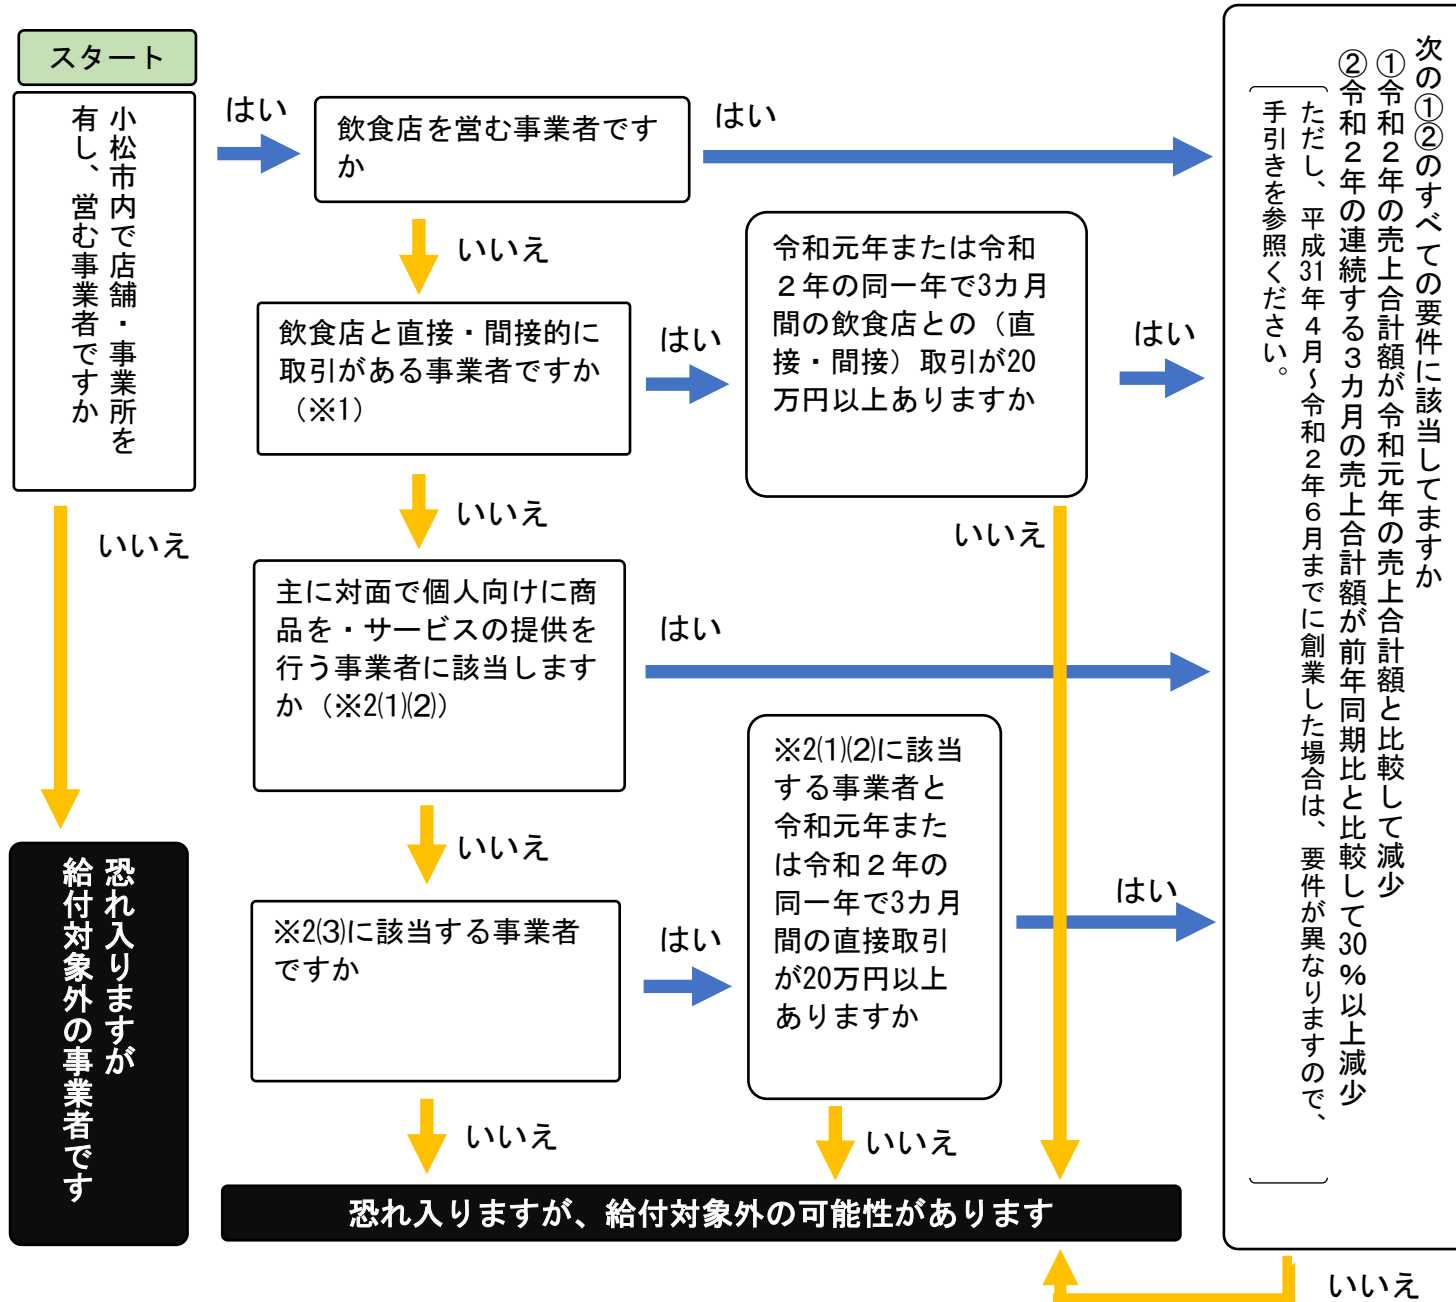 スタート
小松市内で店舗・事業所を
有し、営む事業者ですか
はい
飲食店を営む事業者です
か
はい
いいえ
飲食店と直接・間接的に
取引がある事業者ですか
（※1）
はい
令和元年または令和
２年の同一年で3カ月
間の飲食店との（直
接・間接）取引が20
万円以上ありますか
はい
いいえ
いいえ
いいえ
主に対面で個人向けに商
品を・サービスの提供を
行う事業者に該当します
か（※2⑴⑵）
はい
いいえ
※2⑶に該当する事業者
ですか
はい
※2⑴⑵に該当
する事業者と
令和元年また
は令和２年の
同一年で3カ月
間の直接取引
が20万円以上
ありますか
はい
いいえ
いいえ
次の①②のすべての要件に該当してますか
①令和２年の売上合計額が令和元年の売上合計額と比較して減少
②令和２年の連続する３カ月の売上合計額が前年同期比と比較して30％以上減少
ただし、平成31年４月～令和２年６月までに創業した場合は、要件が異なりますので、
手引きを参照ください。
いいえ
恐れ入りますが
給付対象外の事業者です
恐れ入りますが、給付対象外の可能性があります